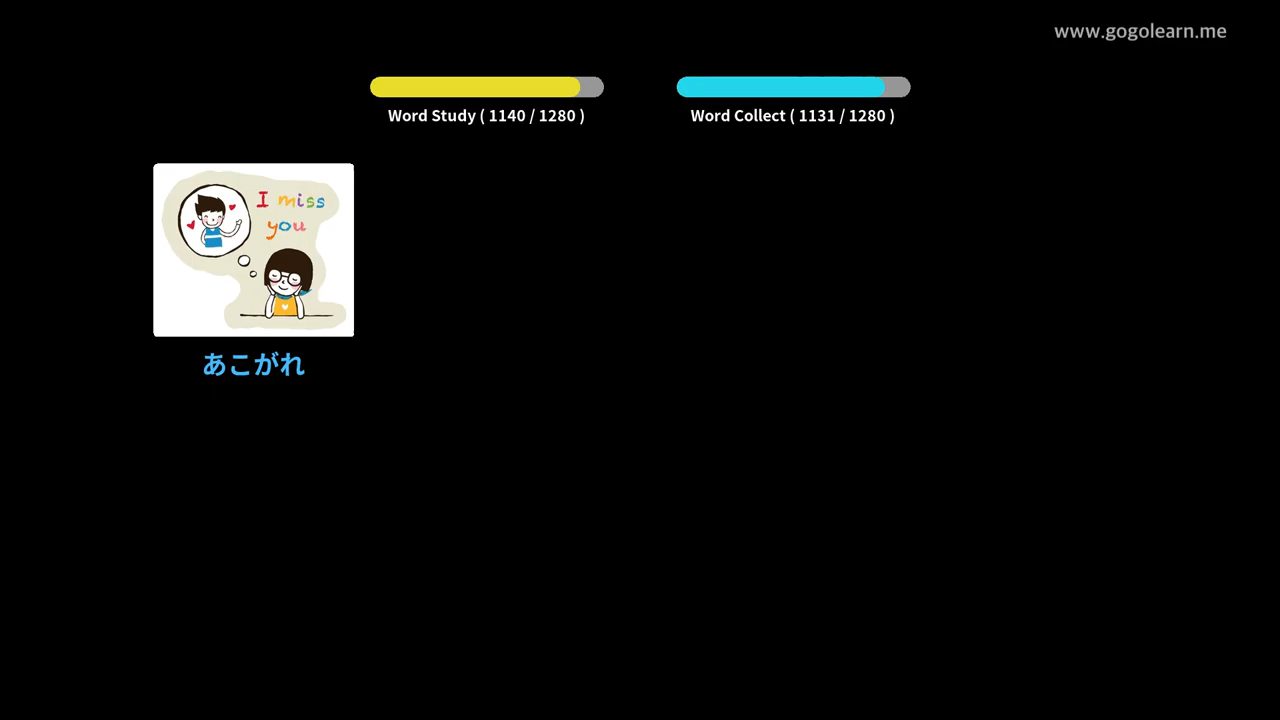 www.gogolearn.me
Word Study ( 1140 / 1280 )
Word Collect ( 1131 / 1280 )
I miss
you
あこがれ